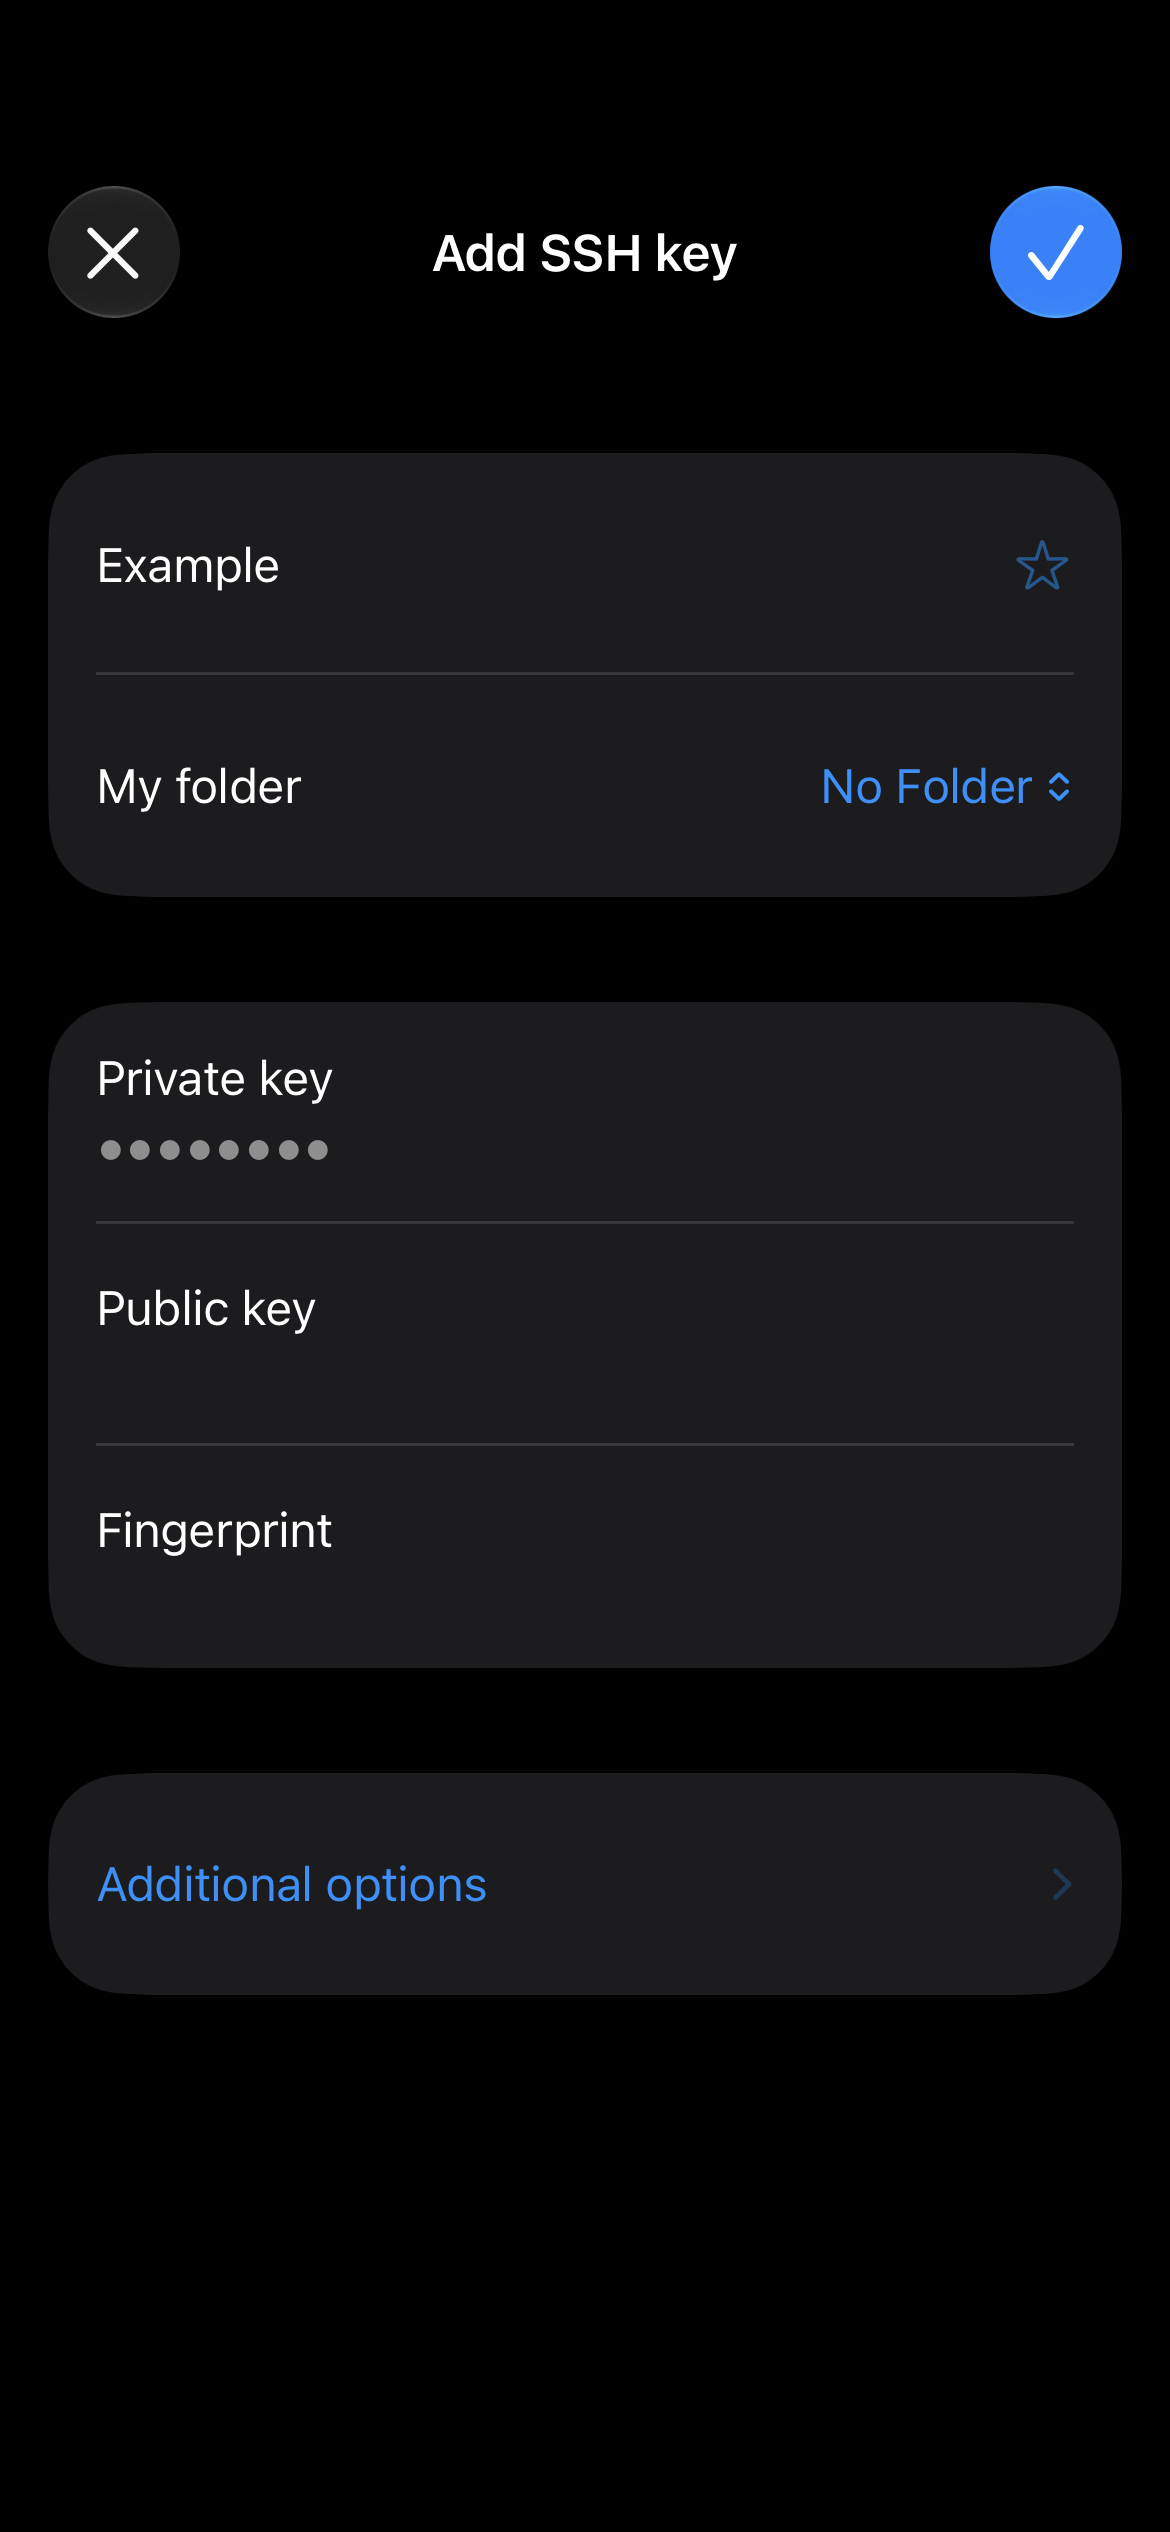 Add SSH key
Example
My folder
No Folder
Private key
••••••••
Public key
Fingerprint
Additional options